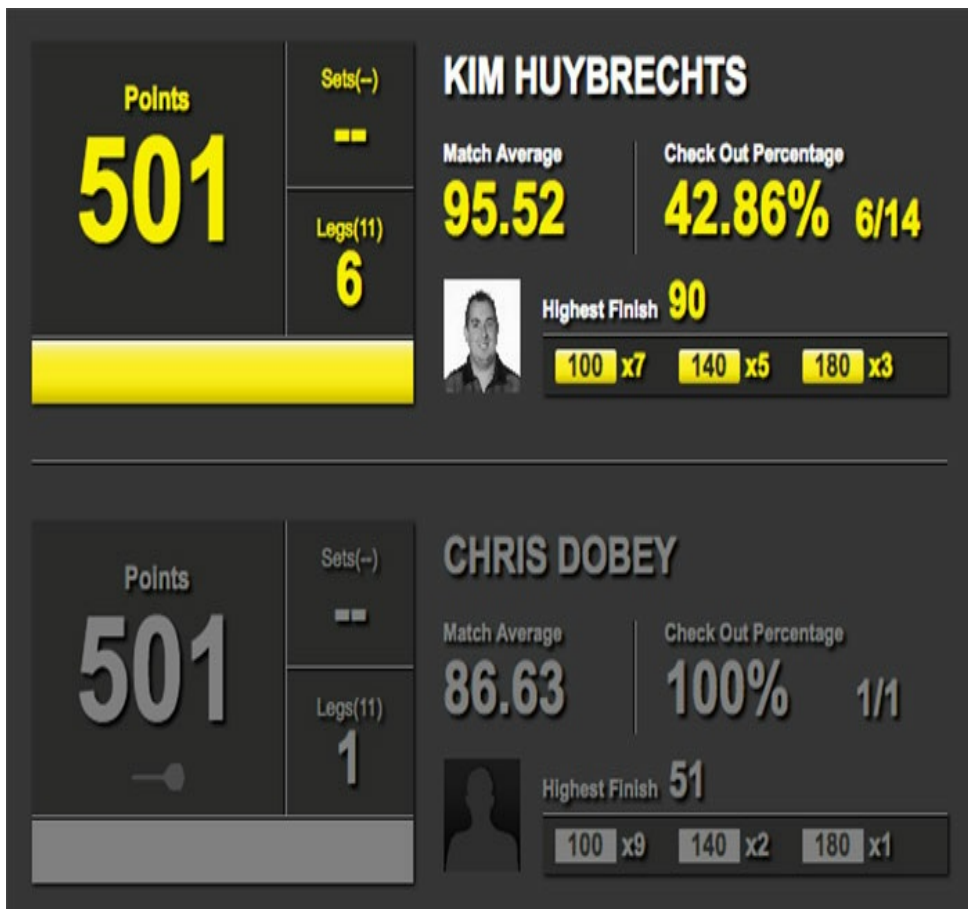 KIM HUYBRECHTS
Points
501
Sets(--)
--
Legs(11)
6
Match Average
95.52
Check Out Percentage
42.86% 6/14
Highest Finish 90
100 x7 140 x5 180 x3
CHRIS DOBEY
Points
501
Sets(--)
--
Legs(11)
1
Match Average
86.63
Check Out Percentage
100% 1/1
Highest Finish 51
100 x9 140 x2 180 x1